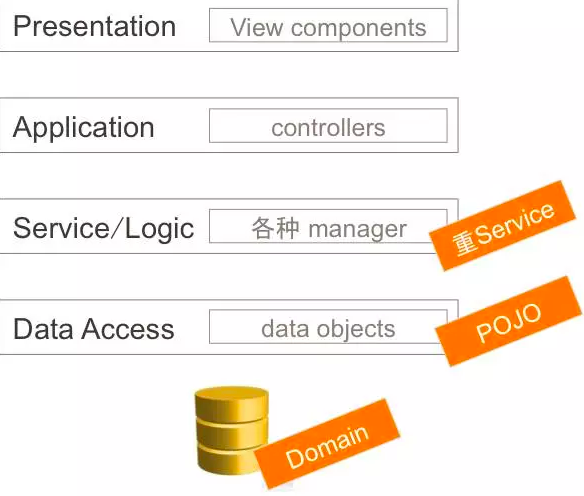 Presentation
View components
Application
controllers
Service/Logic
各种 manager
重Service
Data Access
data objects
POJO
Domain